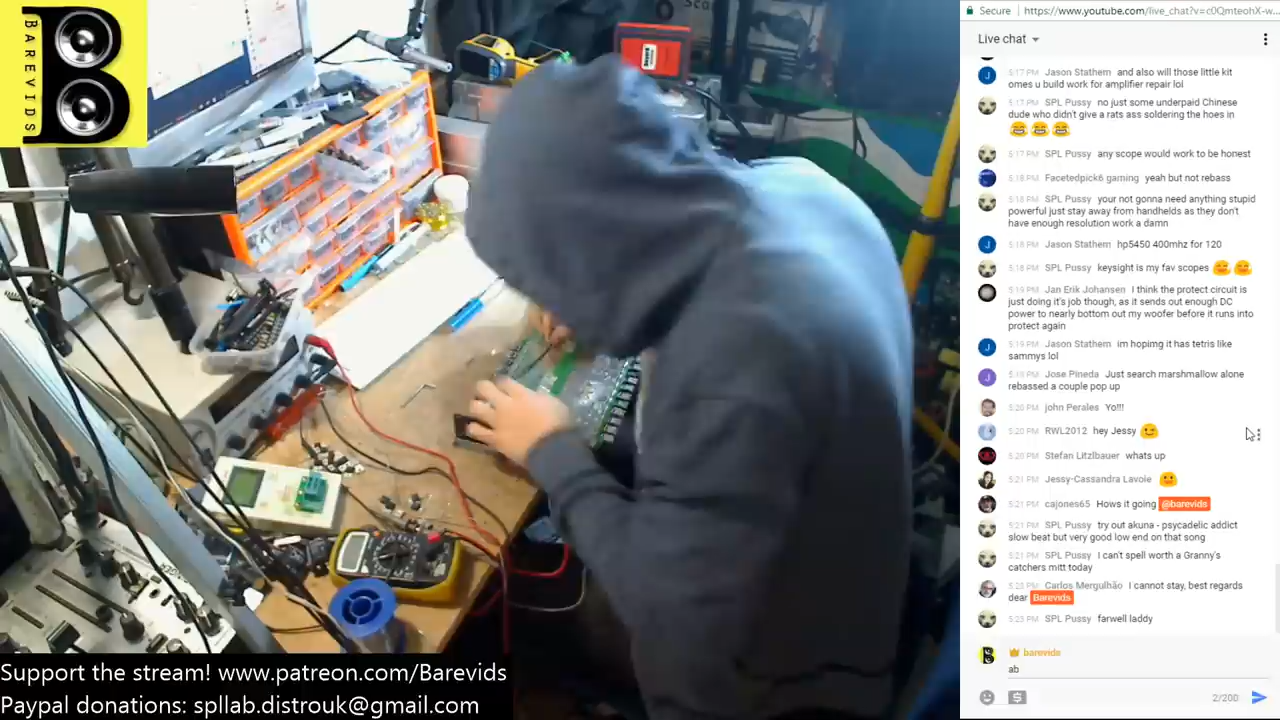 BAREVIDS
Support the stream! www.patreon.com/Barevids
Paypal donations: spllab.distrouk@gmail.com
Secure
https://www.youtube.com/live_chat?v=c0QmteohX-w...
Live chat
5:17 PM Jason Stathem and also will those little kit
omes u build work for amplifier repair lol
5:17 PM SPL Pussy no just some underpaid Chinese
dude who didn't give a rats ass soldering the hoes in
😂 😂 😂
5:17 PM SPL Pussy any scope would work to be honest
5:18 PM Facetedpick6 gaming yeah but not rebass
5:18 PM SPL Pussy your not gonna need anything stupid
powerful just stay away from handhelds as they don't
have enough resolution work a damn
5:18 PM Jason Stathem hp5450 400mhz for 120
5:18 PM SPL Pussy keysight is my fav scopes 🤗 🤗
5:19 PM Jan Erik Johansen I think the protect circuit is
just doing it's job though, as it sends out enough DC
power to nearly bottom out my woofer before it runs into
protect again
5:19 PM Jason Stathem im hopimg it has tetris like
sammys lol
5:19 PM Jose Pineda Just search marshmallow alone
rebassed a couple pop up
5:20 PM john Perales Yo!!!
5:20 PM RWL2012 hey Jessy 😉
5:20 PM Stefan Litzlbauer whats up
5:21 PM Jessy-Cassandra Lavoie
5:21 PM cajones65 Hows it going @barevids
5:21 PM SPL Pussy try out akuna - psycadelic addict
slow beat but very good low end on that song
5:21 PM SPL Pussy I can't spell worth a Granny's
catchers mitt today
5:23 PM Carlos Mergulhão I cannot stay, best regards
dear Barevids
5:23 PM SPL Pussy farwell laddy
barevids
ab
2/200